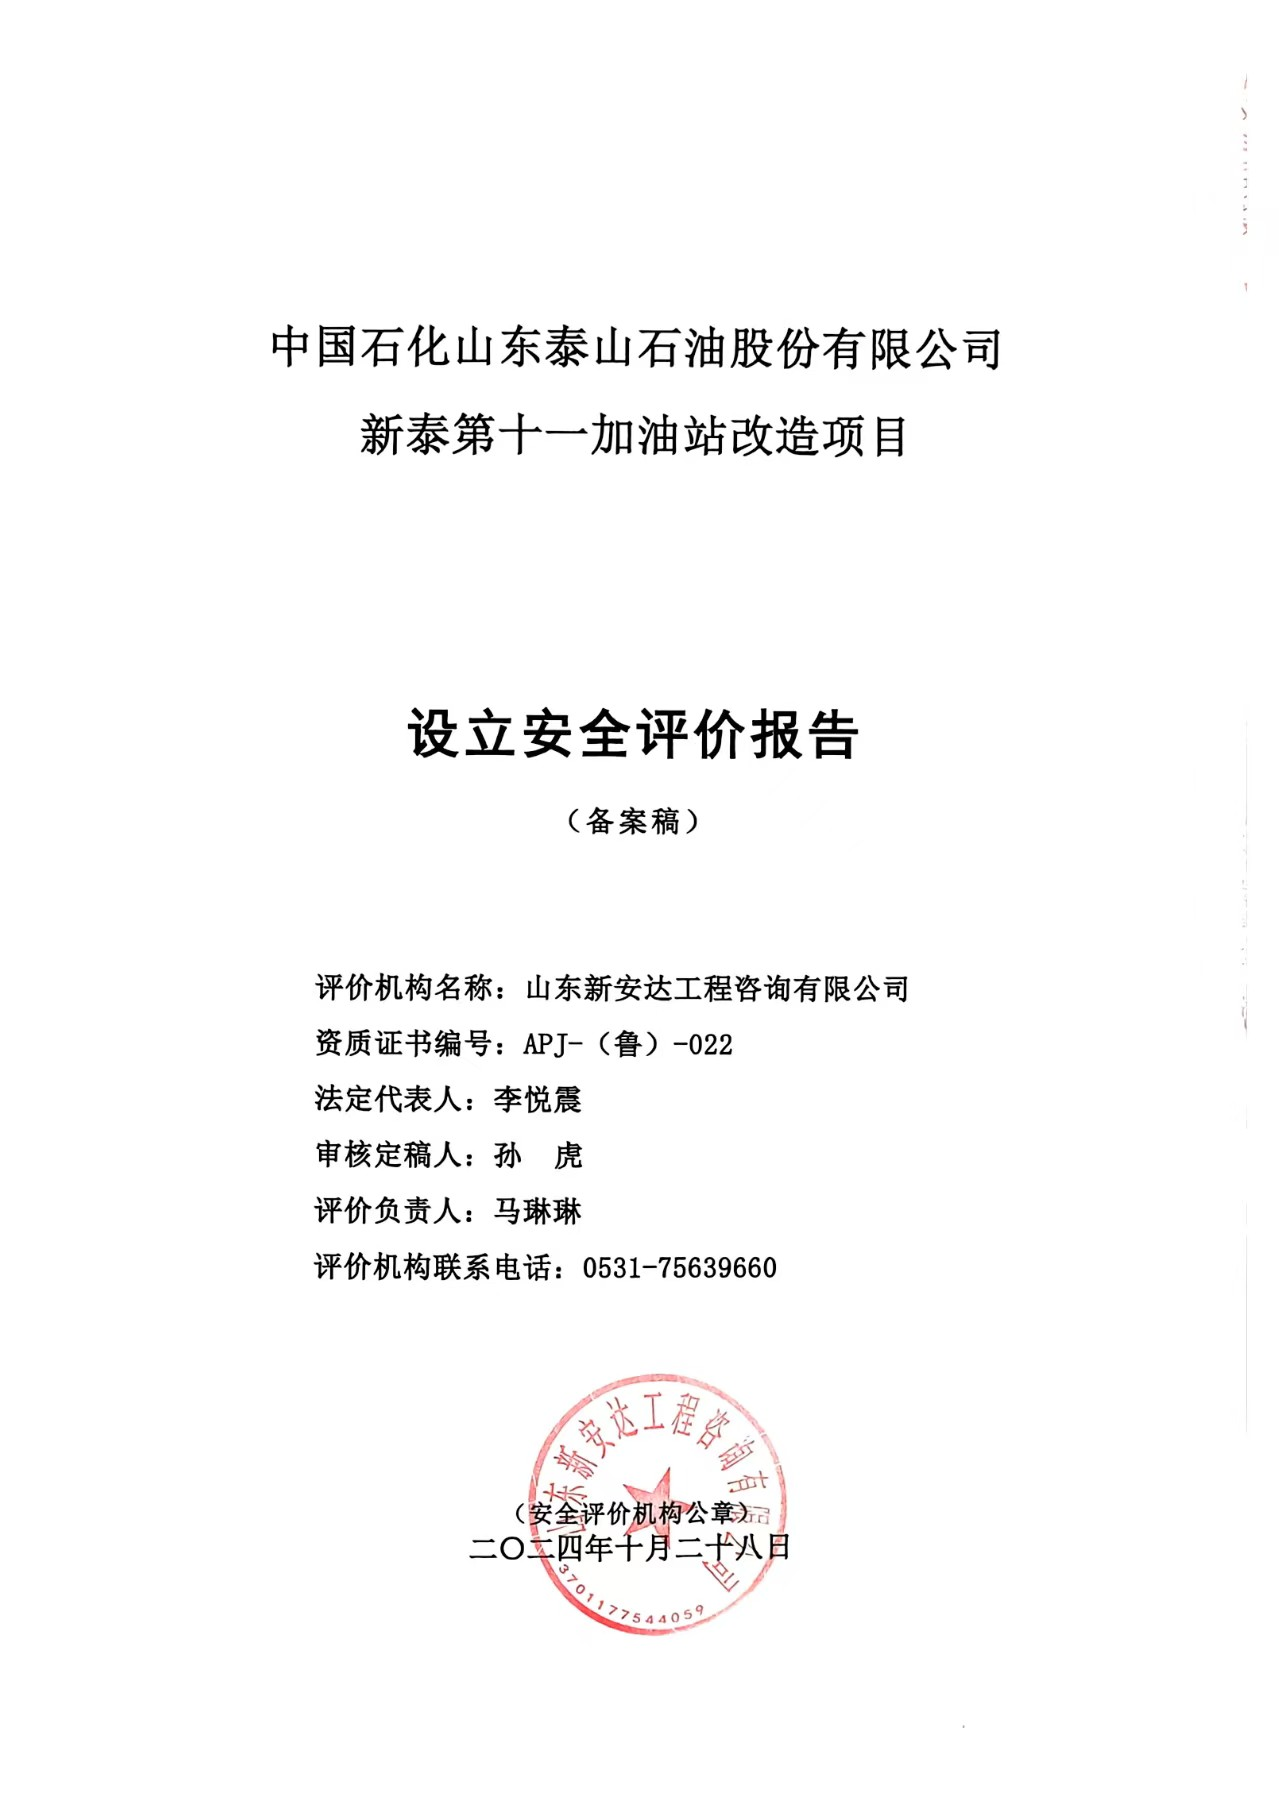 中国石化山东泰山石油股份有限公司
新泰第十一加油站改造项目
设立安全评价报告
（备案稿）
评价机构名称：山东新安达工程咨询有限公司
资质证书编号：APJ-（鲁）-022
法定代表人：李悦震
审核定稿人：孙　虎
评价负责人：马琳琳
评价机构联系电话：0531-75639660
山东新安达工程咨询有限公司
（安全评价机构公章）
二〇二四年十月二十八日
3701177544059